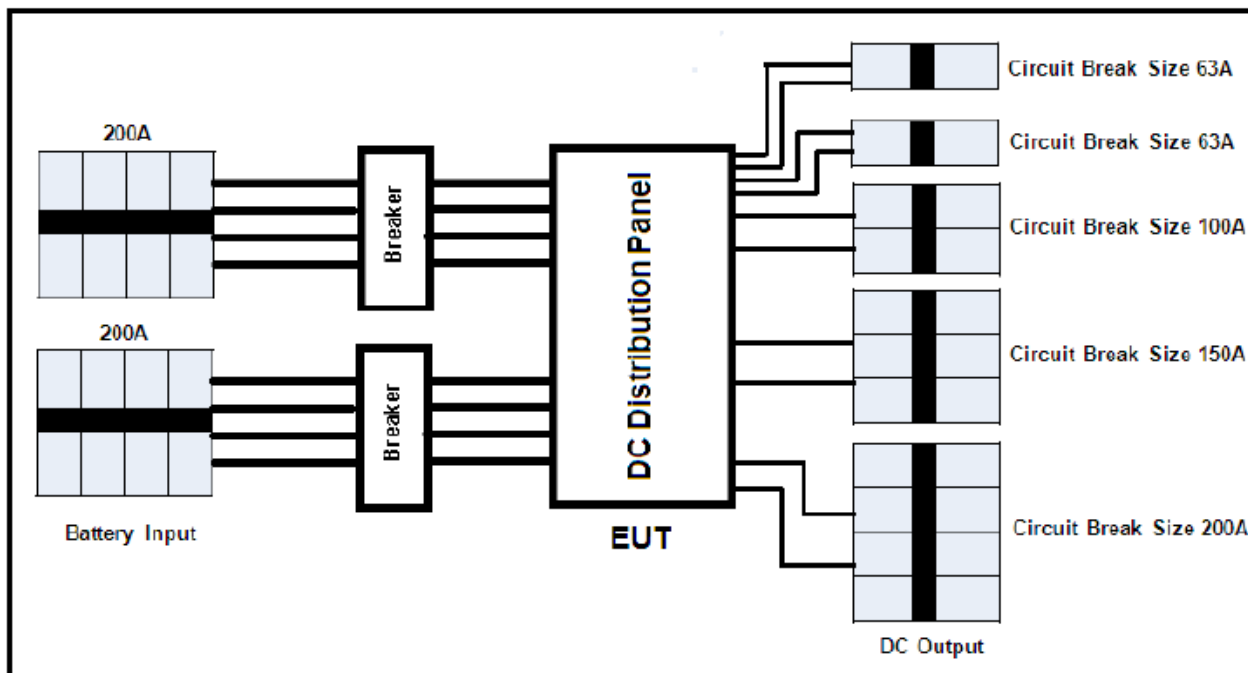 200A
Breaker
200A
Breaker
Battery Input
DC Distribution Panel
EUT
Circuit Break Size 63A
Circuit Break Size 63A
Circuit Break Size 100A
Circuit Break Size 150A
Circuit Break Size 200A
DC Output